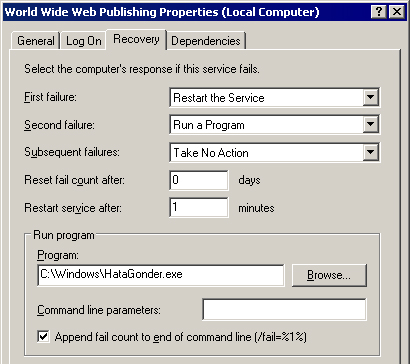 World Wide Web Publishing Properties (Local Computer)
General Log On Recovery Dependencies
Select the computer's response if this service fails.
First failure: Restart the Service
Second failure: Run a Program
Subsequent failures: Take No Action
Reset fail count after: 0 days
Restart service after: 1 minutes
Run program
Program:
C:\Windows\HataGonder.exe Browse...
Command line parameters:
Append fail count to end of command line (/fail=%1%)